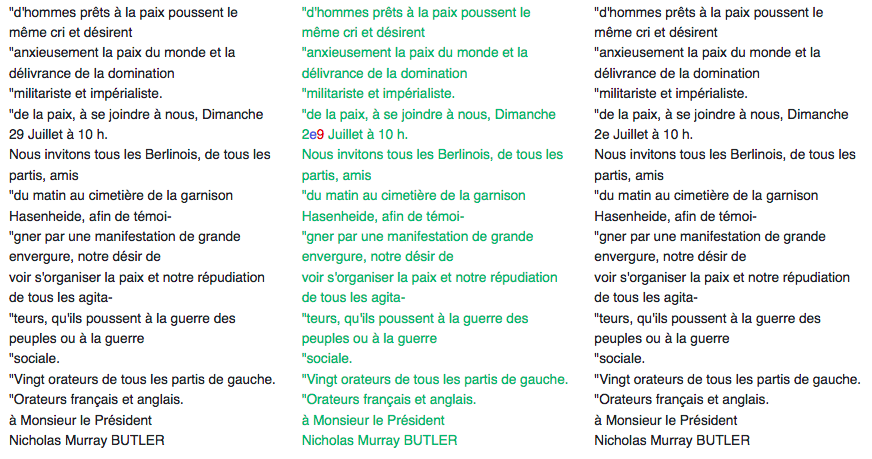 "d'hommes prêts à la paix poussent le
même cri et désirent
"anxieusement la paix du monde et la
délivrance de la domination
"militariste et impérialiste.
"de la paix, à se joindre à nous, Dimanche
29 Juillet à 10 h.
Nous invitons tous les Berlinois, de tous les
partis, amis
"du matin au cimetière de la garnison
Hasenheide, afin de témoi-
"gner par une manifestation de grande
envergure, notre désir de
voir s'organiser la paix et notre répudiation
de tous les agita-
"teurs, qu'ils poussent à la guerre des
peuples ou à la guerre
"sociale.
"Vingt orateurs de tous les partis de gauche.
"Orateurs français et anglais.
à Monsieur le Président
Nicholas Murray BUTLER
"d'hommes prêts à la paix poussent le
même cri et désirent
"anxieusement la paix du monde et la
délivrance de la domination
"militariste et impérialiste.
"de la paix, à se joindre à nous, Dimanche
2e9 Juillet à 10 h.
Nous invitons tous les Berlinois, de tous les
partis, amis
"du matin au cimetière de la garnison
Hasenheide, afin de témoi-
"gner par une manifestation de grande
envergure, notre désir de
voir s'organiser la paix et notre répudiation
de tous les agita-
"teurs, qu'ils poussent à la guerre des
peuples ou à la guerre
"sociale.
"Vingt orateurs de tous les partis de gauche.
"Orateurs français et anglais.
à Monsieur le Président
Nicholas Murray BUTLER
"d'hommes prêts à la paix poussent le
même cri et désirent
"anxieusement la paix du monde et la
délivrance de la domination
"militariste et impérialiste.
"de la paix, à se joindre à nous, Dimanche
2e Juillet à 10 h.
Nous invitons tous les Berlinois, de tous les
partis, amis
"du matin au cimetière de la garnison
Hasenheide, afin de témoi-
"gner par une manifestation de grande
envergure, notre désir de
voir s'organiser la paix et notre répudiation
de tous les agita-
"teurs, qu'ils poussent à la guerre des
peuples ou à la guerre
"sociale.
"Vingt orateurs de tous les partis de gauche.
"Orateurs français et anglais.
à Monsieur le Président
Nicholas Murray BUTLER